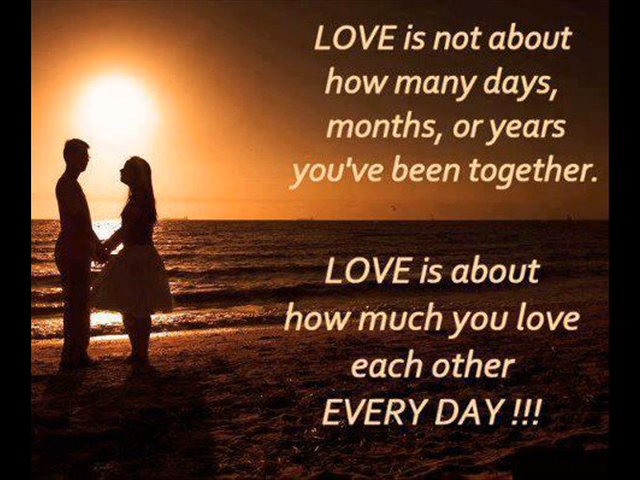 LOVE is not about
how many days,
months, or years
you've been together.
LOVE is about
how much you love
each other
EVERY DAY !!!